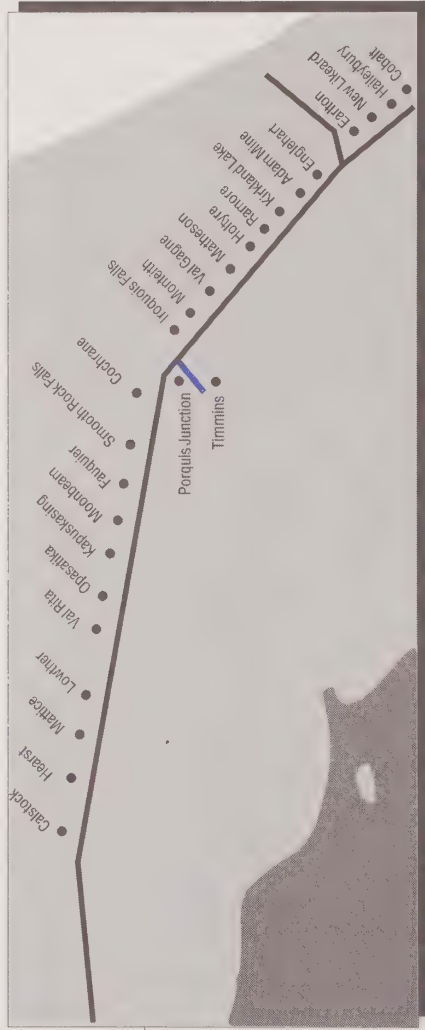 Cobalt
Haileybury
New Likeard
Earlton
Englehart
Adam Mine
Kirkland Lake
Ramore
Holtyre
Matheson
Val Gagne
Monteith
Iroquois Falls
Porquis Junction
Timmins
Cochrane
Smooth Rock Falls
Fauquier
Moonbeam
Kapuskasing
Opasatika
Val Rita
Lowther
Mattice
Hearst
Calstock